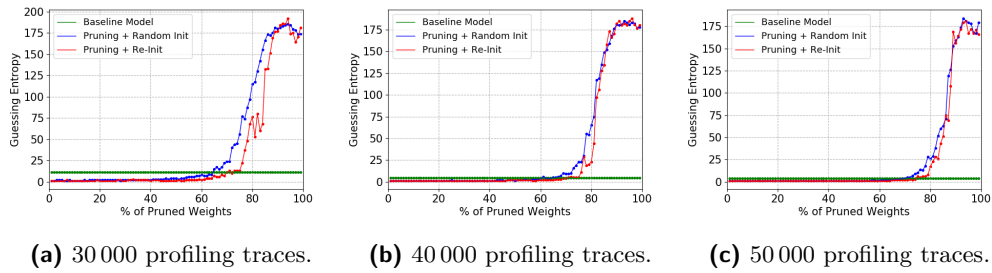 Baseline Model
Pruning + Random Init
Pruning + Re-Init
Guessing Entropy
200
175
150
125
100
75
50
25
0
0 20 40 60 80 100
% of Pruned Weights
(a) 30 000 profiling traces.
Baseline Model
Pruning + Random Init
Pruning + Re-Init
Guessing Entropy
175
150
125
100
75
50
25
0
0 20 40 60 80 100
% of Pruned Weights
(b) 40 000 profiling traces.
Baseline Model
Pruning + Random Init
Pruning + Re-Init
Guessing Entropy
175
150
125
100
75
50
25
0
0 20 40 60 80 100
% of Pruned Weights
(c) 50 000 profiling traces.